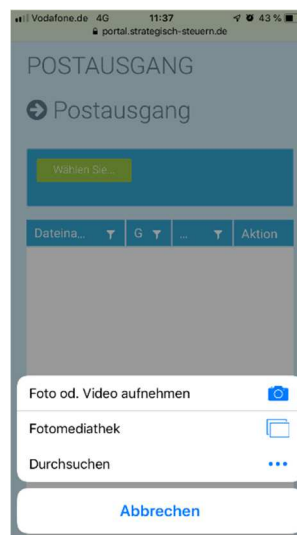 Vodafone.de 4G 11:37 43 %
portal.strategisch-steuern.de
POSTAUSGANG
Postausgang
Wählen Sie...
Dateina... G ... Aktion
Foto od. Video aufnehmen
Fotomediathek
Durchsuchen
Abbrechen